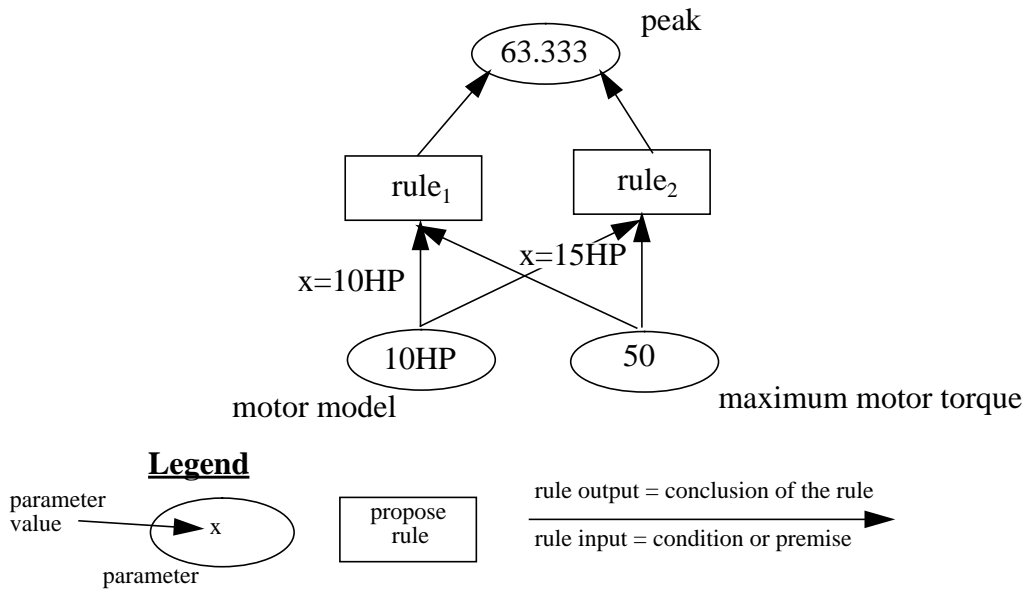 peak
63.333
rule1
rule2
x=10HP
x=15HP
10HP
50
motor model
maximum motor torque
Legend
parameter
value
x
parameter
propose
rule
rule output = conclusion of the rule
rule input = condition or premise